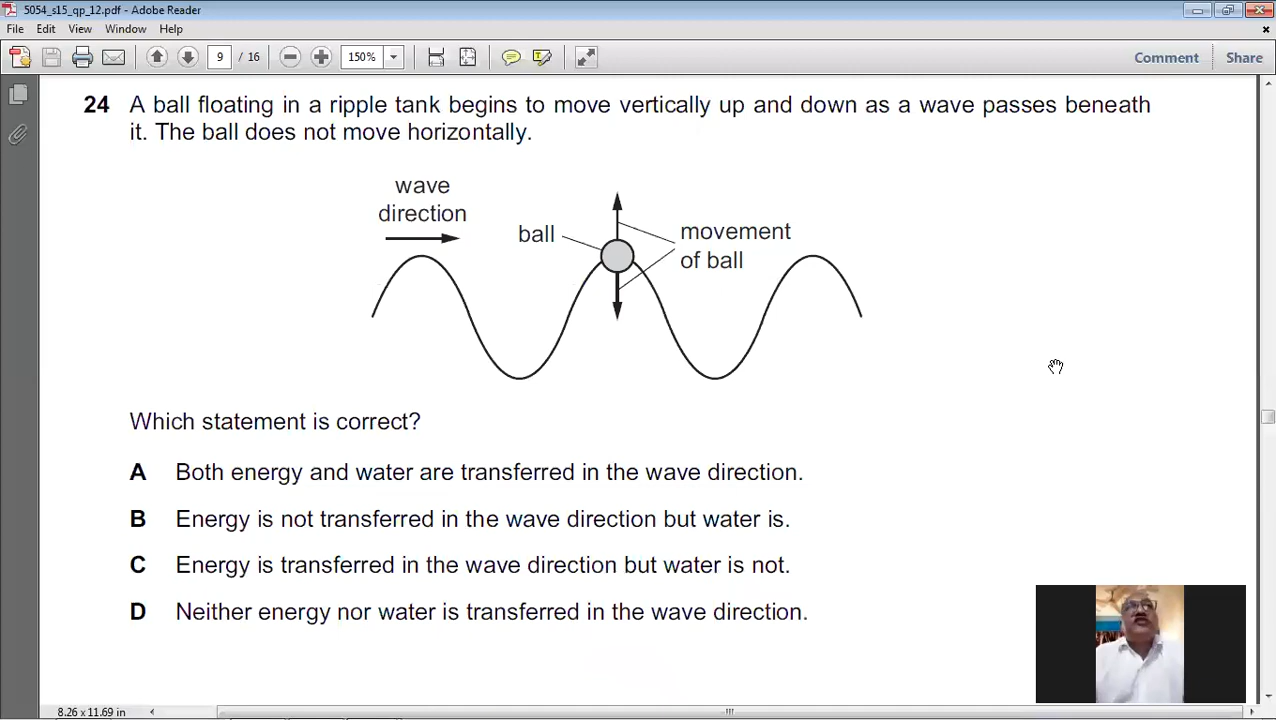 5054_s15_qp_12.pdf - Adobe Reader
File Edit View Window Help
9 / 16 150% Comment Share
24 A ball floating in a ripple tank begins to move vertically up and down as a wave passes beneath
it. The ball does not move horizontally.
wave
direction
ball
movement
of ball
Which statement is correct?
A Both energy and water are transferred in the wave direction.
B Energy is not transferred in the wave direction but water is.
C Energy is transferred in the wave direction but water is not.
D Neither energy nor water is transferred in the wave direction.
8.26 x 11.69 in